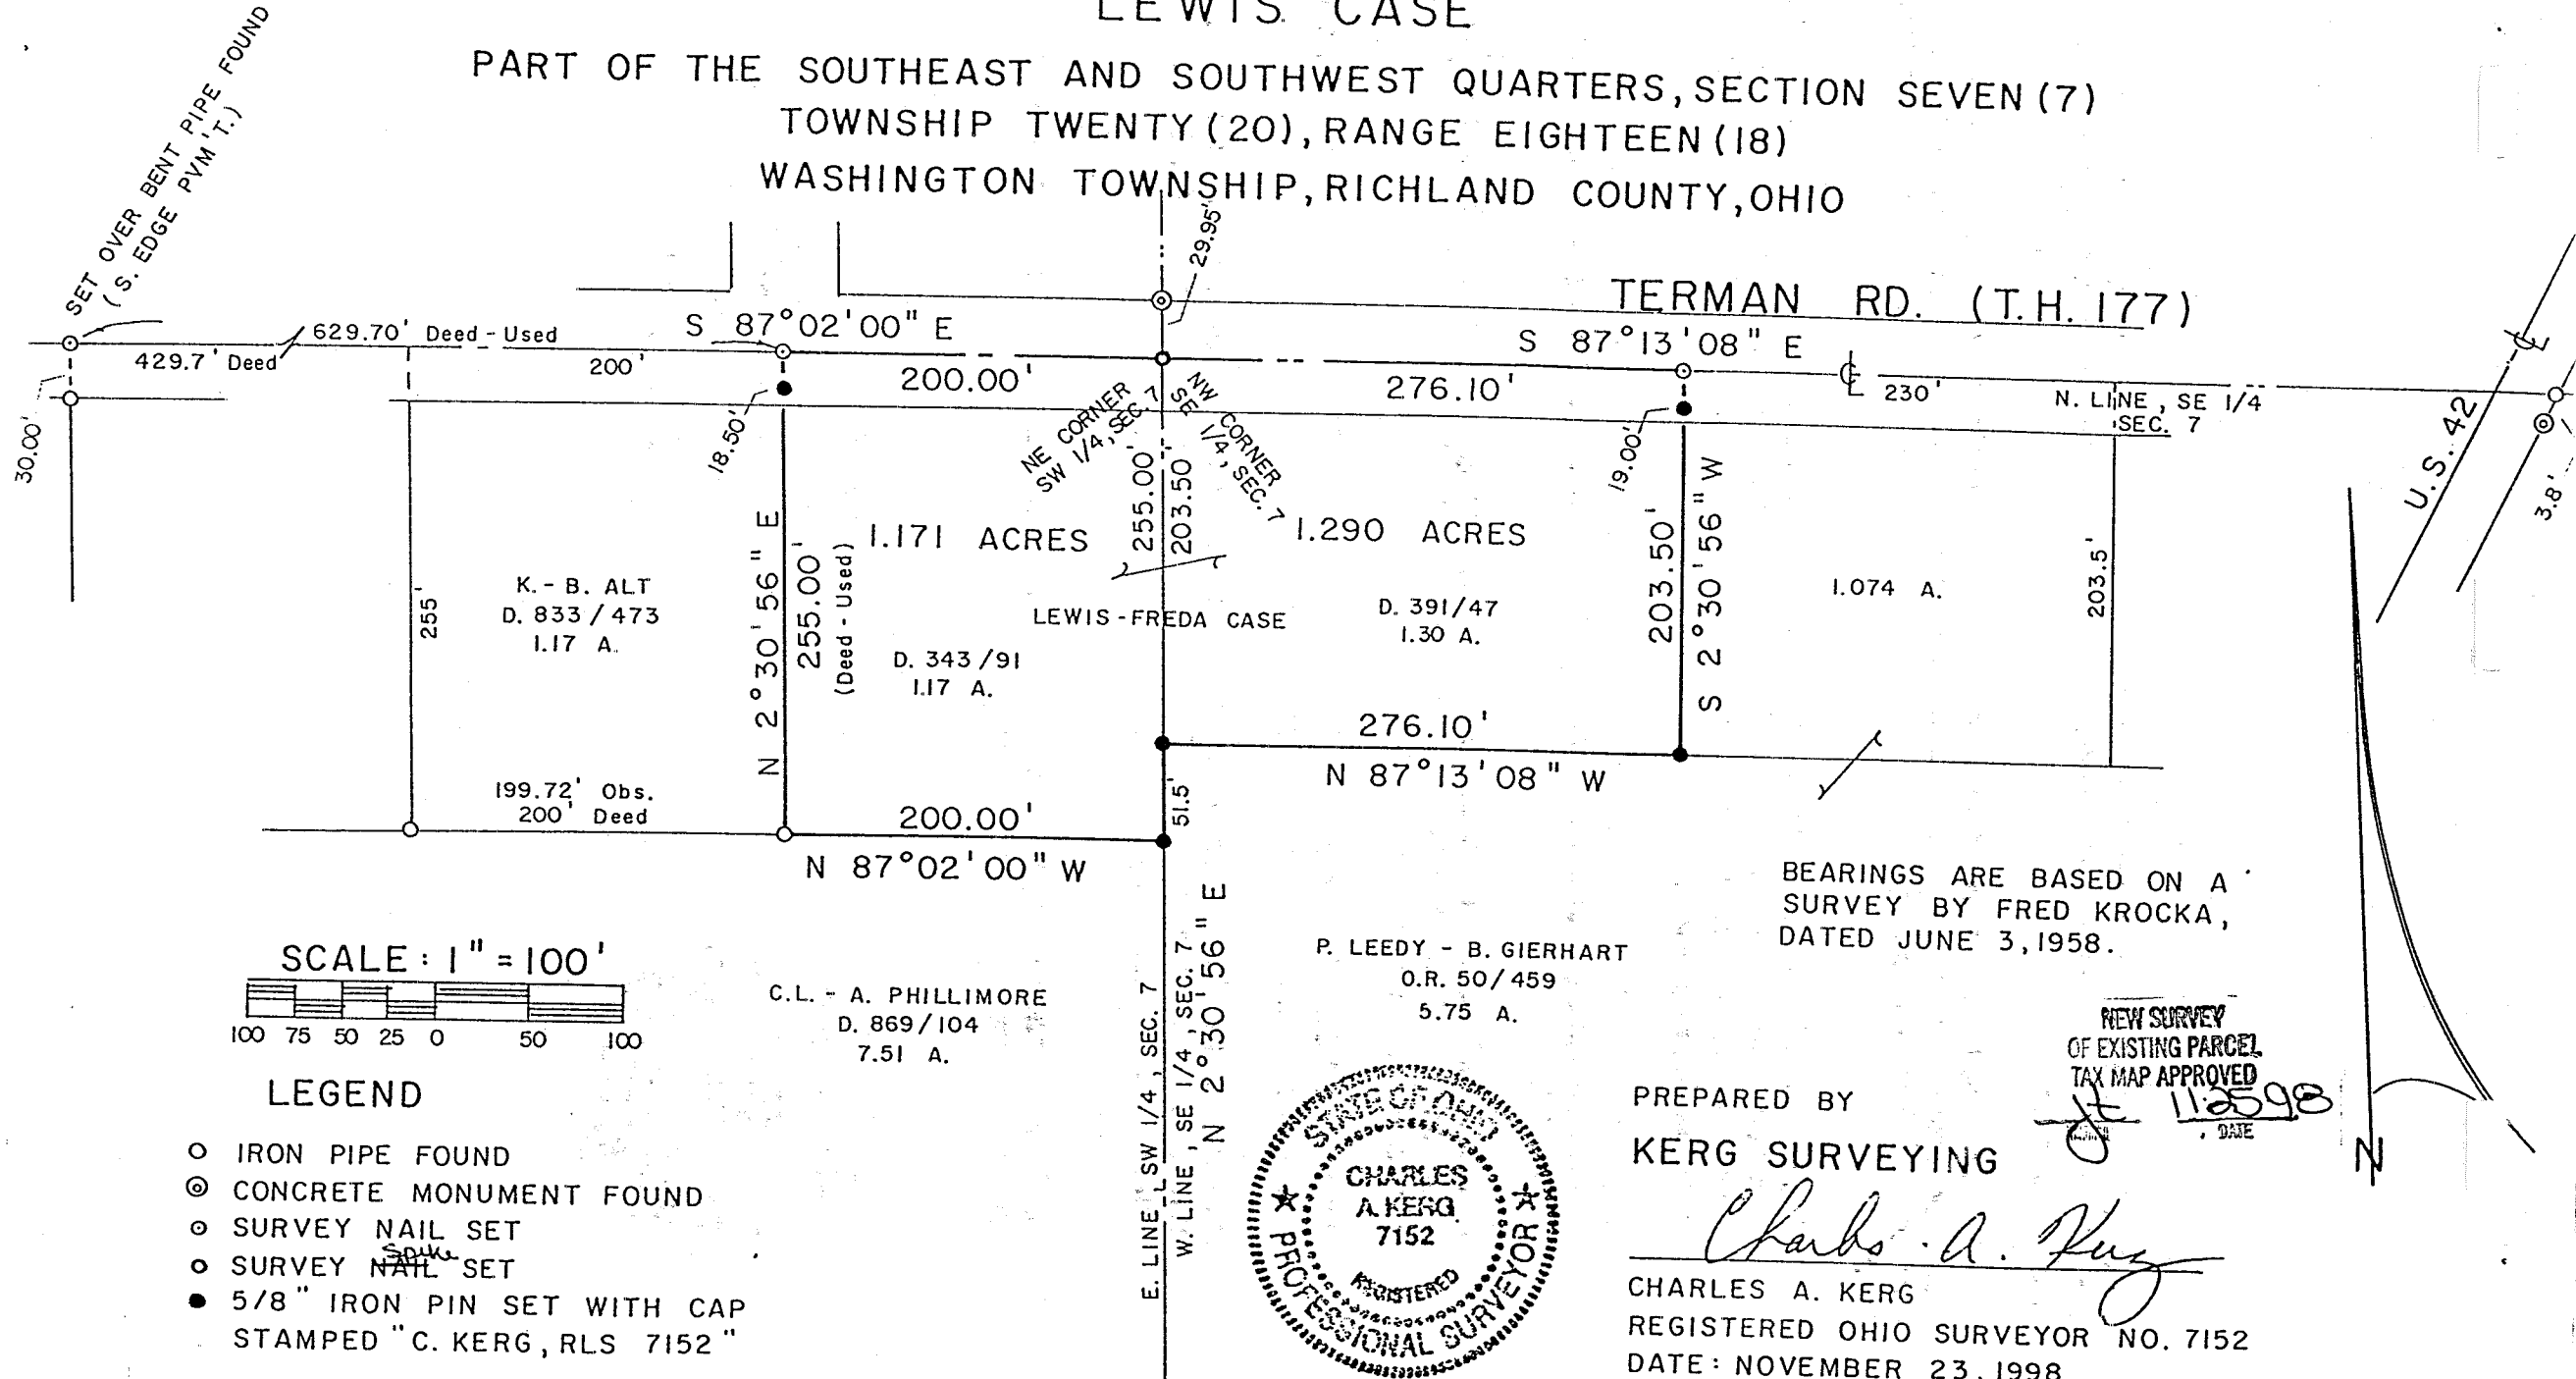 LEWIS CASE
PART OF THE SOUTHEAST AND SOUTHWEST QUARTERS, SECTION SEVEN (7)
TOWNSHIP TWENTY (20), RANGE EIGHTEEN (18)
WASHINGTON TOWNSHIP, RICHLAND COUNTY, OHIO
SET OVER BENT PIPE FOUND
(S. EDGE PVM'T.)
29.95'
TERMAN RD. (T.H. 177)
629.70' Deed - Used
429.7' Deed
S 87°02'00" E
200'
200.00'
S 87°13'08" E
276.10'
℄ 230'
N. LINE, SE 1/4
SEC. 7
℄
U.S. 42
3.8'
30.00'
18.50'
NE CORNER
SW 1/4, SEC. 7
NW CORNER
SE 1/4, SEC. 7
19.00'
255.00'
203.50'
1.171 ACRES
1.290 ACRES
N 2°30'56" E
255.00'
(Deed - Used)
203.50'
S 2°30'56" W
255'
K. - B. ALT
D. 833/473
1.17 A.
LEWIS - FREDA CASE
D. 343/91
1.17 A.
D. 391/47
1.30 A.
1.074 A.
203.5'
276.10'
N 87°13'08" W
51.5'
199.72' Obs.
200' Deed
200.00'
N 87°02'00" W
BEARINGS ARE BASED ON A
SURVEY BY FRED KROCKA,
DATED JUNE 3, 1958.
SCALE: 1" = 100'
100 75 50 25 0 50 100
C.L. - A. PHILLIMORE
D. 869/104
7.51 A.
E. LINE, SW 1/4, SEC. 7
W. LINE, SE 1/4, SEC. 7
N 2°30'56" E
P. LEEDY - B. GIERHART
O.R. 50/459
5.75 A.
NEW SURVEY
OF EXISTING PARCEL
TAX MAP APPROVED
jt 11-25-98
DATE
LEGEND
IRON PIPE FOUND
CONCRETE MONUMENT FOUND
SURVEY NAIL SET
Spike
SURVEY NAIL SET
5/8" IRON PIN SET WITH CAP
STAMPED "C. KERG, RLS 7152"
STATE OF OHIO
CHARLES
A. KERG
7152
REGISTERED
PROFESSIONAL SURVEYOR
PREPARED BY
KERG SURVEYING
Charles A. Kerg
CHARLES A. KERG
REGISTERED OHIO SURVEYOR NO. 7152
DATE: NOVEMBER 23, 1998
N